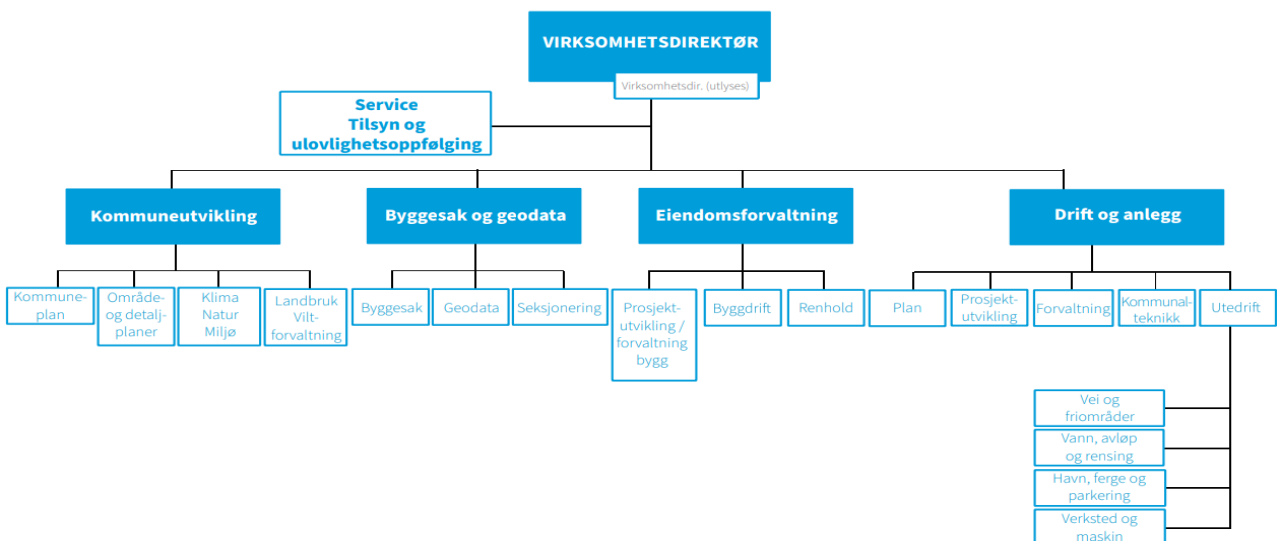 VIRKSOMHETSDIREKTØR
Virksomhetsdir. (utlyses)
Service
Tilsyn og
ulovlighetsoppfølging
Kommuneutvikling
Byggesak og geodata
Eiendomsforvaltning
Drift og anlegg
Kommune-
plan
Område-
og detalj-
planer
Klima
Natur
Miljø
Landbruk
Vilt-
forvaltning
Byggesak
Geodata
Seksjonering
Prosjekt-
utvikling /
forvaltning
bygg
Byggdrift
Renhold
Plan
Prosjekt-
utvikling
Forvaltning
Kommunal-
teknikk
Utedrift
Vei og
friområder
Vann, avløp
og rensing
Havn, ferge og
parkering
Verksted og
maskin